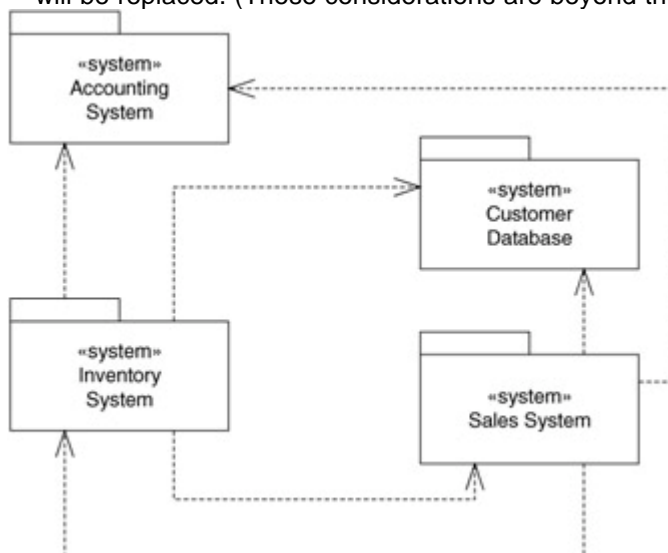 will be replaced. (These considerations are beyond th
«system»
Accounting
System
«system»
Customer
Database
«system»
Inventory
System
«system»
Sales System